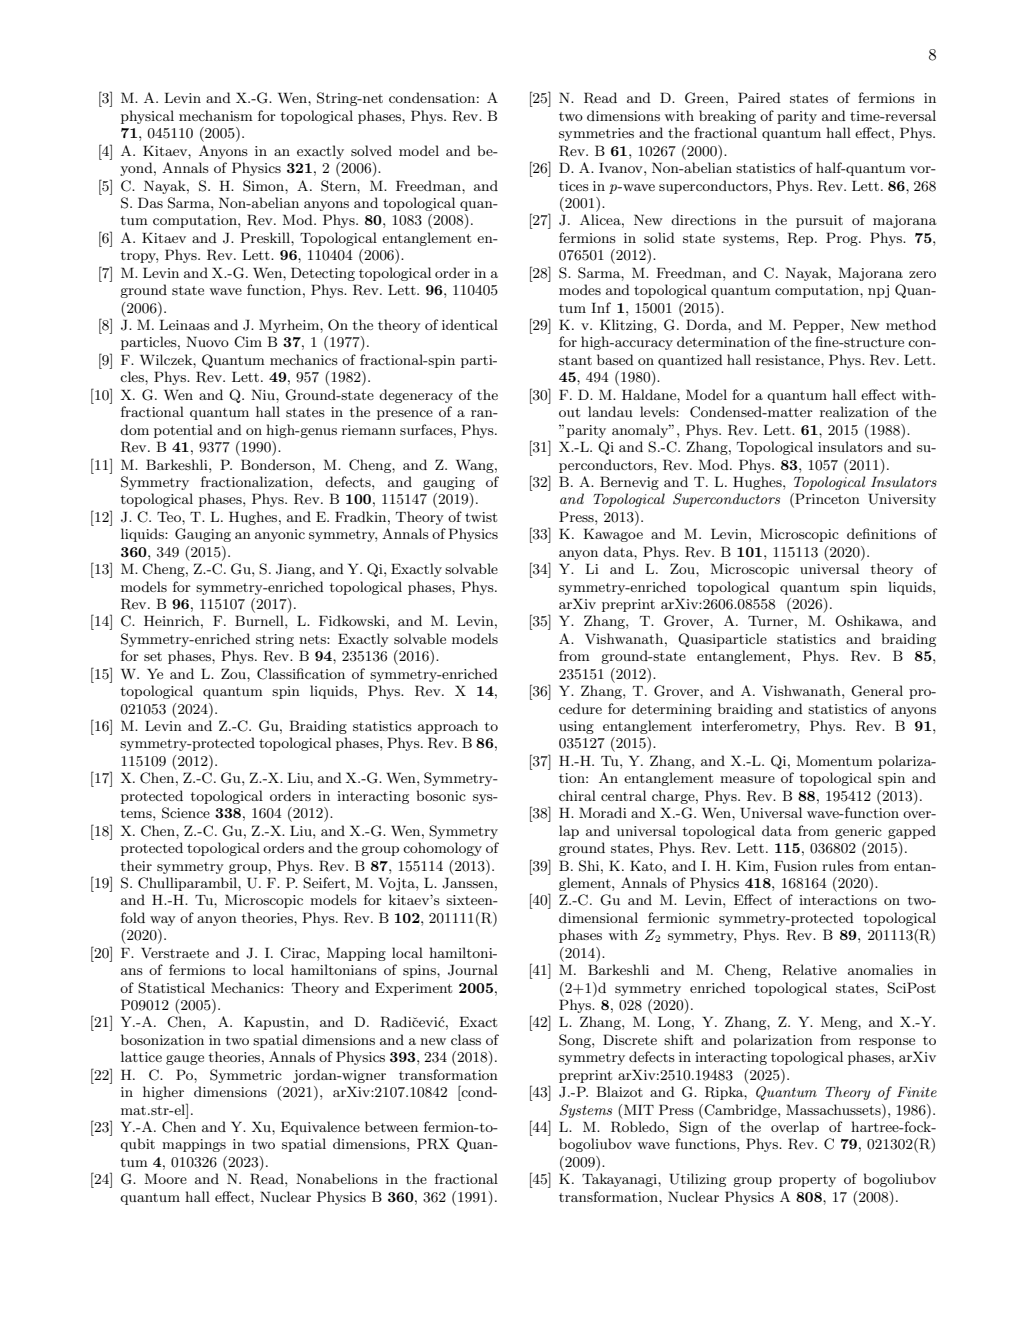 8
[3] M. A. Levin and X.-G. Wen, String-net condensation: A
physical mechanism for topological phases, Phys. Rev. B
71, 045110 (2005).
[4] A. Kitaev, Anyons in an exactly solved model and be-
yond, Annals of Physics 321, 2 (2006).
[5] C. Nayak, S. H. Simon, A. Stern, M. Freedman, and
S. Das Sarma, Non-abelian anyons and topological quan-
tum computation, Rev. Mod. Phys. 80, 1083 (2008).
[6] A. Kitaev and J. Preskill, Topological entanglement en-
tropy, Phys. Rev. Lett. 96, 110404 (2006).
[7] M. Levin and X.-G. Wen, Detecting topological order in a
ground state wave function, Phys. Rev. Lett. 96, 110405
(2006).
[8] J. M. Leinaas and J. Myrheim, On the theory of identical
particles, Nuovo Cim B 37, 1 (1977).
[9] F. Wilczek, Quantum mechanics of fractional-spin parti-
cles, Phys. Rev. Lett. 49, 957 (1982).
[10] X. G. Wen and Q. Niu, Ground-state degeneracy of the
fractional quantum hall states in the presence of a ran-
dom potential and on high-genus riemann surfaces, Phys.
Rev. B 41, 9377 (1990).
[11] M. Barkeshli, P. Bonderson, M. Cheng, and Z. Wang,
Symmetry fractionalization, defects, and gauging of
topological phases, Phys. Rev. B 100, 115147 (2019).
[12] J. C. Teo, T. L. Hughes, and E. Fradkin, Theory of twist
liquids: Gauging an anyonic symmetry, Annals of Physics
360, 349 (2015).
[13] M. Cheng, Z.-C. Gu, S. Jiang, and Y. Qi, Exactly solvable
models for symmetry-enriched topological phases, Phys.
Rev. B 96, 115107 (2017).
[14] C. Heinrich, F. Burnell, L. Fidkowski, and M. Levin,
Symmetry-enriched string nets: Exactly solvable models
for set phases, Phys. Rev. B 94, 235136 (2016).
[15] W. Ye and L. Zou, Classification of symmetry-enriched
topological quantum spin liquids, Phys. Rev. X 14,
021053 (2024).
[16] M. Levin and Z.-C. Gu, Braiding statistics approach to
symmetry-protected topological phases, Phys. Rev. B 86,
115109 (2012).
[17] X. Chen, Z.-C. Gu, Z.-X. Liu, and X.-G. Wen, Symmetry-
protected topological orders in interacting bosonic sys-
tems, Science 338, 1604 (2012).
[18] X. Chen, Z.-C. Gu, Z.-X. Liu, and X.-G. Wen, Symmetry
protected topological orders and the group cohomology of
their symmetry group, Phys. Rev. B 87, 155114 (2013).
[19] S. Chulliparambil, U. F. P. Seifert, M. Vojta, L. Janssen,
and H.-H. Tu, Microscopic models for kitaev's sixteen-
fold way of anyon theories, Phys. Rev. B 102, 201111(R)
(2020).
[20] F. Verstraete and J. I. Cirac, Mapping local hamiltoni-
ans of fermions to local hamiltonians of spins, Journal
of Statistical Mechanics: Theory and Experiment 2005,
P09012 (2005).
[21] Y.-A. Chen, A. Kapustin, and D. Radičević, Exact
bosonization in two spatial dimensions and a new class of
lattice gauge theories, Annals of Physics 393, 234 (2018).
[22] H. C. Po, Symmetric jordan-wigner transformation
in higher dimensions (2021), arXiv:2107.10842 [cond-
mat.str-el].
[23] Y.-A. Chen and Y. Xu, Equivalence between fermion-to-
qubit mappings in two spatial dimensions, PRX Quan-
tum 4, 010326 (2023).
[24] G. Moore and N. Read, Nonabelions in the fractional
quantum hall effect, Nuclear Physics B 360, 362 (1991).
[25] N. Read and D. Green, Paired states of fermions in
two dimensions with breaking of parity and time-reversal
symmetries and the fractional quantum hall effect, Phys.
Rev. B 61, 10267 (2000).
[26] D. A. Ivanov, Non-abelian statistics of half-quantum vor-
tices in p-wave superconductors, Phys. Rev. Lett. 86, 268
(2001).
[27] J. Alicea, New directions in the pursuit of majorana
fermions in solid state systems, Rep. Prog. Phys. 75,
076501 (2012).
[28] S. Sarma, M. Freedman, and C. Nayak, Majorana zero
modes and topological quantum computation, npj Quan-
tum Inf 1, 15001 (2015).
[29] K. v. Klitzing, G. Dorda, and M. Pepper, New method
for high-accuracy determination of the fine-structure con-
stant based on quantized hall resistance, Phys. Rev. Lett.
45, 494 (1980).
[30] F. D. M. Haldane, Model for a quantum hall effect with-
out landau levels: Condensed-matter realization of the
"parity anomaly", Phys. Rev. Lett. 61, 2015 (1988).
[31] X.-L. Qi and S.-C. Zhang, Topological insulators and su-
perconductors, Rev. Mod. Phys. 83, 1057 (2011).
[32] B. A. Bernevig and T. L. Hughes, Topological Insulators
and Topological Superconductors (Princeton University
Press, 2013).
[33] K. Kawagoe and M. Levin, Microscopic definitions of
anyon data, Phys. Rev. B 101, 115113 (2020).
[34] Y. Li and L. Zou, Microscopic universal theory of
symmetry-enriched topological quantum spin liquids,
arXiv preprint arXiv:2606.08558 (2026).
[35] Y. Zhang, T. Grover, A. Turner, M. Oshikawa, and
A. Vishwanath, Quasiparticle statistics and braiding
from ground-state entanglement, Phys. Rev. B 85,
235151 (2012).
[36] Y. Zhang, T. Grover, and A. Vishwanath, General pro-
cedure for determining braiding and statistics of anyons
using entanglement interferometry, Phys. Rev. B 91,
035127 (2015).
[37] H.-H. Tu, Y. Zhang, and X.-L. Qi, Momentum polariza-
tion: An entanglement measure of topological spin and
chiral central charge, Phys. Rev. B 88, 195412 (2013).
[38] H. Moradi and X.-G. Wen, Universal wave-function over-
lap and universal topological data from generic gapped
ground states, Phys. Rev. Lett. 115, 036802 (2015).
[39] B. Shi, K. Kato, and I. H. Kim, Fusion rules from entan-
glement, Annals of Physics 418, 168164 (2020).
[40] Z.-C. Gu and M. Levin, Effect of interactions on two-
dimensional fermionic symmetry-protected topological
phases with Z₂ symmetry, Phys. Rev. B 89, 201113(R)
(2014).
[41] M. Barkeshli and M. Cheng, Relative anomalies in
(2+1)d symmetry enriched topological states, SciPost
Phys. 8, 028 (2020).
[42] L. Zhang, M. Long, Y. Zhang, Z. Y. Meng, and X.-Y.
Song, Discrete shift and polarization from response to
symmetry defects in interacting topological phases, arXiv
preprint arXiv:2510.19483 (2025).
[43] J.-P. Blaizot and G. Ripka, Quantum Theory of Finite
Systems (MIT Press (Cambridge, Massachussets), 1986).
[44] L. M. Robledo, Sign of the overlap of hartree-fock-
bogoliubov wave functions, Phys. Rev. C 79, 021302(R)
(2009).
[45] K. Takayanagi, Utilizing group property of bogoliubov
transformation, Nuclear Physics A 808, 17 (2008).